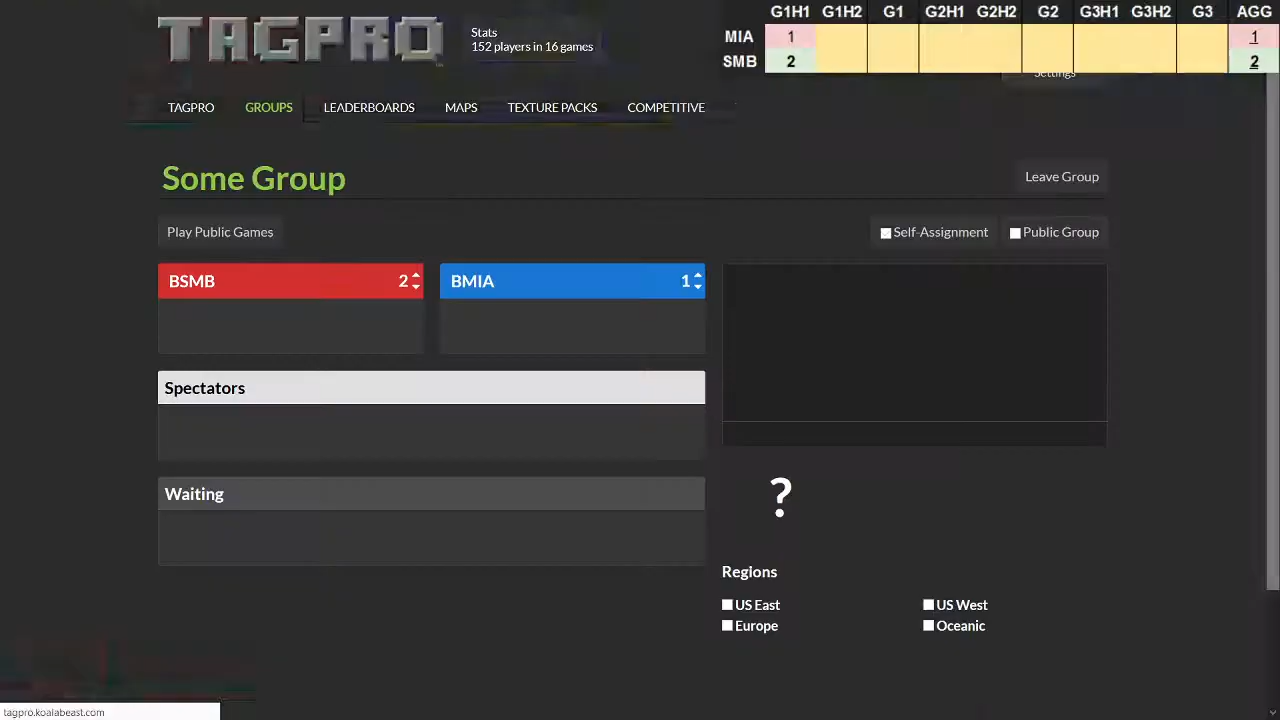 TAGPRO
Stats
152 players in 16 games
G1H1 G1H2 G1 G2H1 G2H2 G2 G3H1 G3H2 G3 AGG
MIA 1 1
SMB 2 2
Settings
TAGPRO GROUPS LEADERBOARDS MAPS TEXTURE PACKS COMPETITIVE
Some Group
Leave Group
Play Public Games
Self-Assignment
Public Group
BSMB 2
BMIA 1
Spectators
Waiting
?
Regions
US East US West
Europe Oceanic
tagpro.koalabeast.com